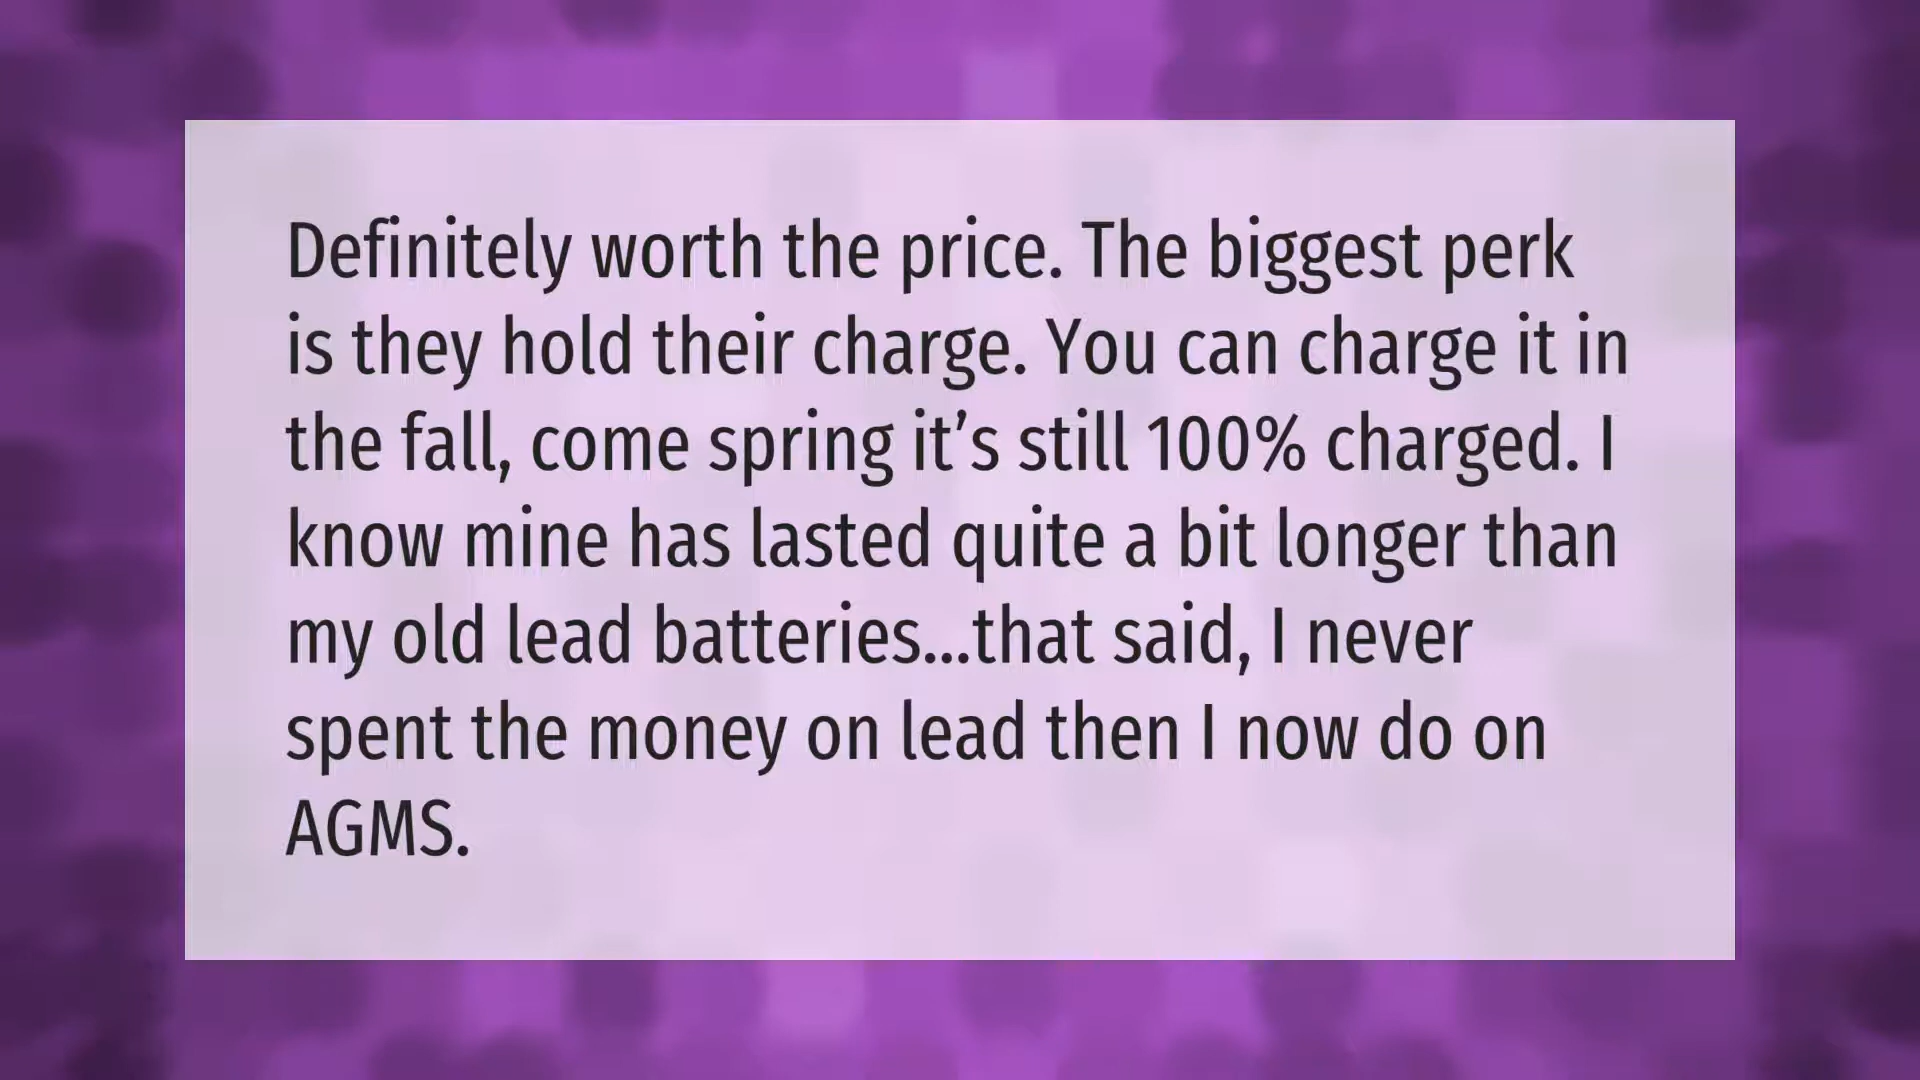 Definitely worth the price. The biggest perk
is they hold their charge. You can charge it in
the fall, come spring it’s still 100% charged. I
know mine has lasted quite a bit longer than
my old lead batteries...that said, I never
spent the money on lead then I now do on
AGMS.